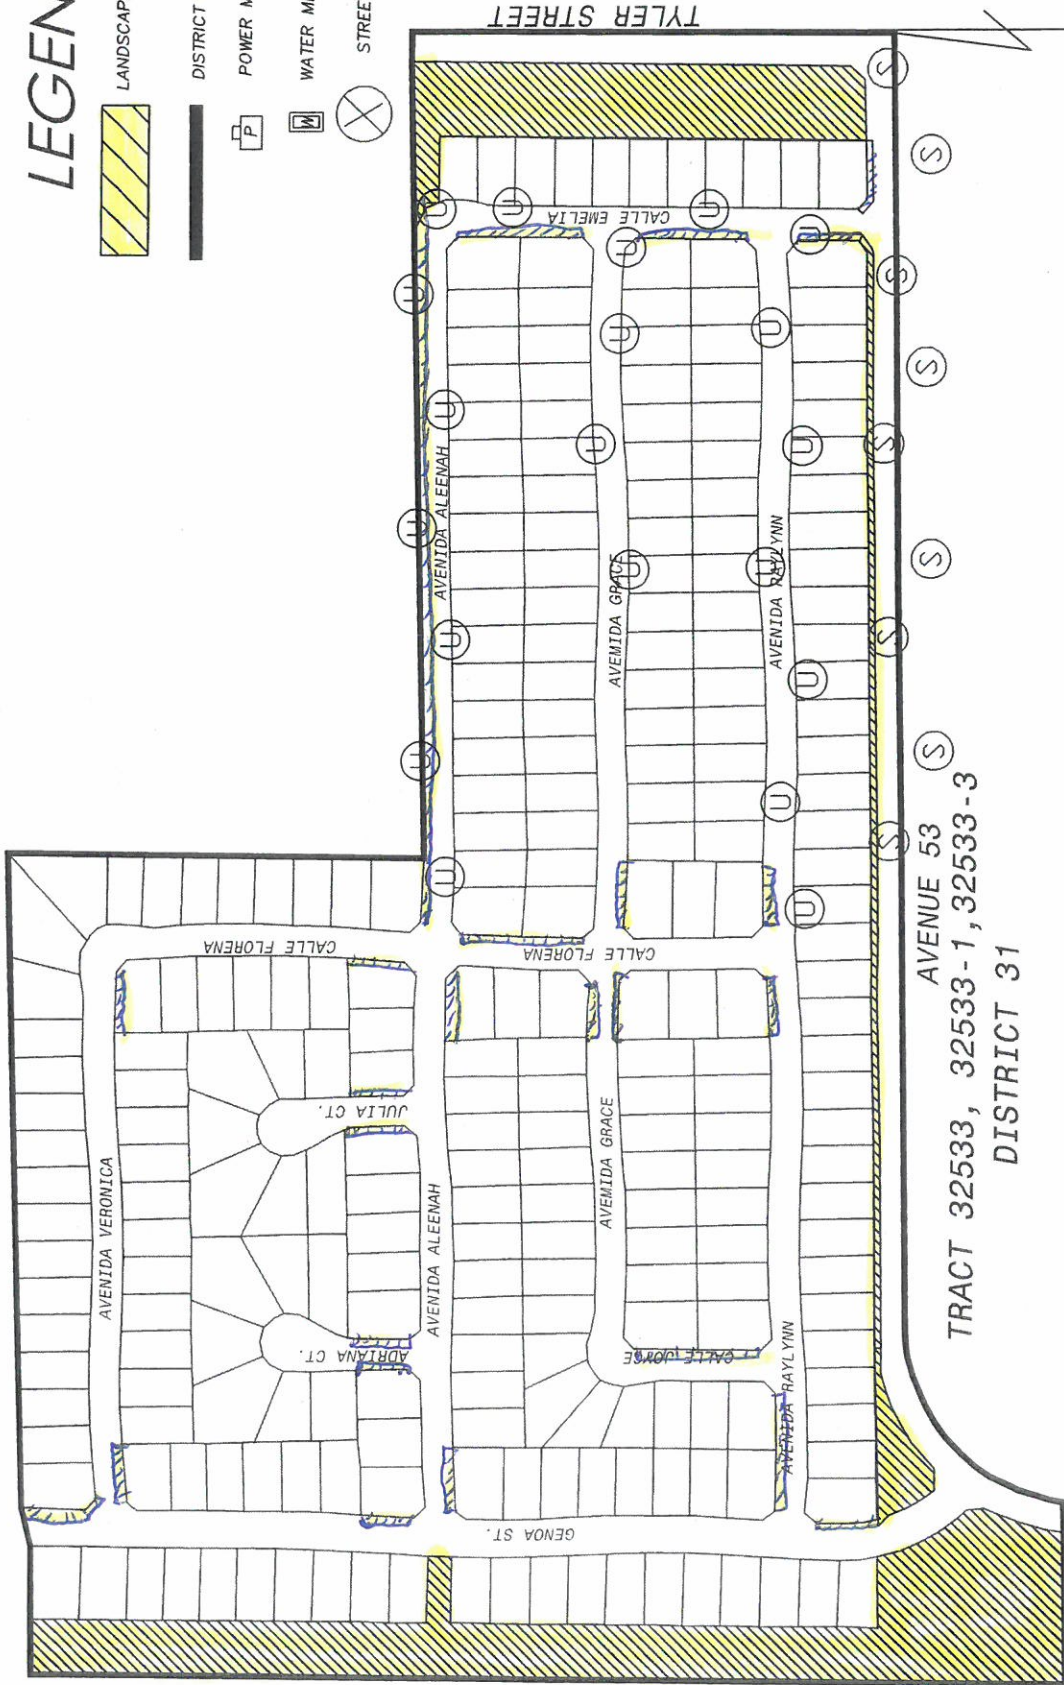 LEGEN
LANDSCAP
DISTRICT
P
POWER M
W
WATER M
STREE
TYLER STREET
S
S
U
U
CALLE EMELIA
U
U
U
S
U
U
U
S
U
AVENIDA ALEENAH
U
U
S
U
AVEMIDA GRACE
U
AVENIDA RAYLYNN
U
S
U
U
S
U
U
S
U
U
S
CALLE FLORENA
CALLE FLORENA
JULIA CT.
AVENIDA VERONICA
AVENIDA ALEENAH
AVEMIDA GRACE
ADRIANA CT.
CALLE JOYCE
AVENIDA RAYLYNN
GENOA ST.
AVENUE 53
TRACT 32533, 32533-1,32533-3
DISTRICT 31